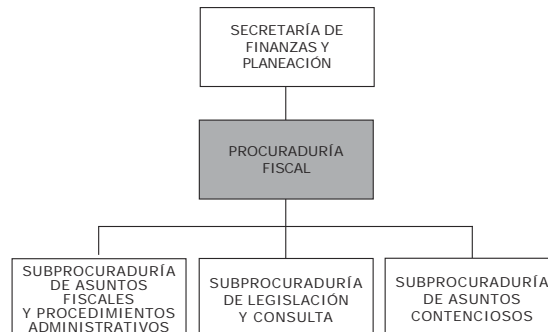 SECRETARÍA DE
FINANZAS Y
PLANEACIÓN
PROCURADURÍA
FISCAL
SUBPROCURADURÍA
DE ASUNTOS
FISCALES
Y PROCEDIMIENTOS
ADMINISTRATIVOS
SUBPROCURADURÍA
DE LEGISLACIÓN
Y CONSULTA
SUBPROCURADURÍA
DE ASUNTOS
CONTENCIOSOS